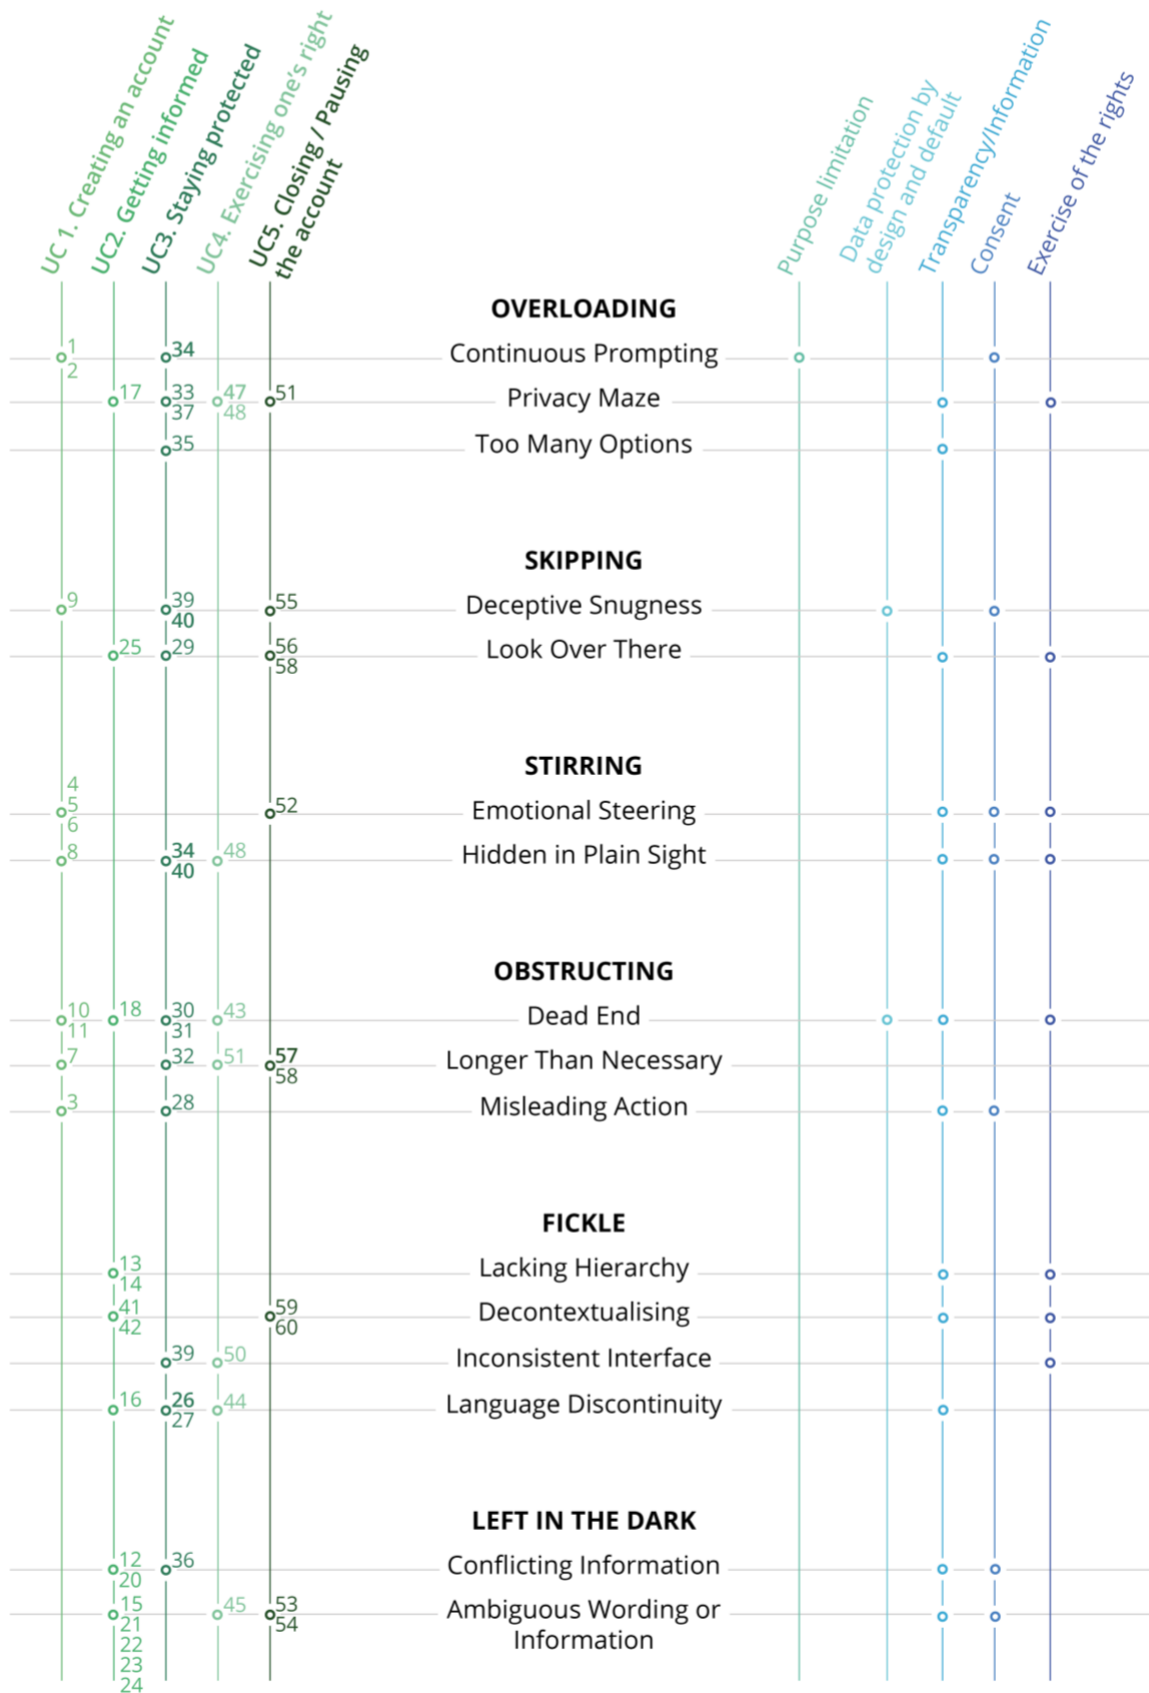 UC 1. Creating an account
UC2. Getting informed
UC3. Staying protected
UC4. Exercising one's right
UC5. Closing / Pausing
the account
Purpose limitation
Data protection by
design and default
Transparency/Information
Consent
Exercise of the rights
OVERLOADING
1
2
34
Continuous Prompting
17
33
37
47
48
51
Privacy Maze
35
Too Many Options
SKIPPING
9
39
40
55
Deceptive Snugness
25
29
56
58
Look Over There
STIRRING
4
5
6
52
Emotional Steering
8
34
40
48
Hidden in Plain Sight
OBSTRUCTING
10
11
18
30
31
43
Dead End
7
32
51
57
58
Longer Than Necessary
3
28
Misleading Action
FICKLE
13
14
Lacking Hierarchy
41
42
59
60
Decontextualising
39
50
Inconsistent Interface
16
26
27
44
Language Discontinuity
LEFT IN THE DARK
12
20
36
Conflicting Information
15
21
22
23
24
45
53
54
Ambiguous Wording or
Information